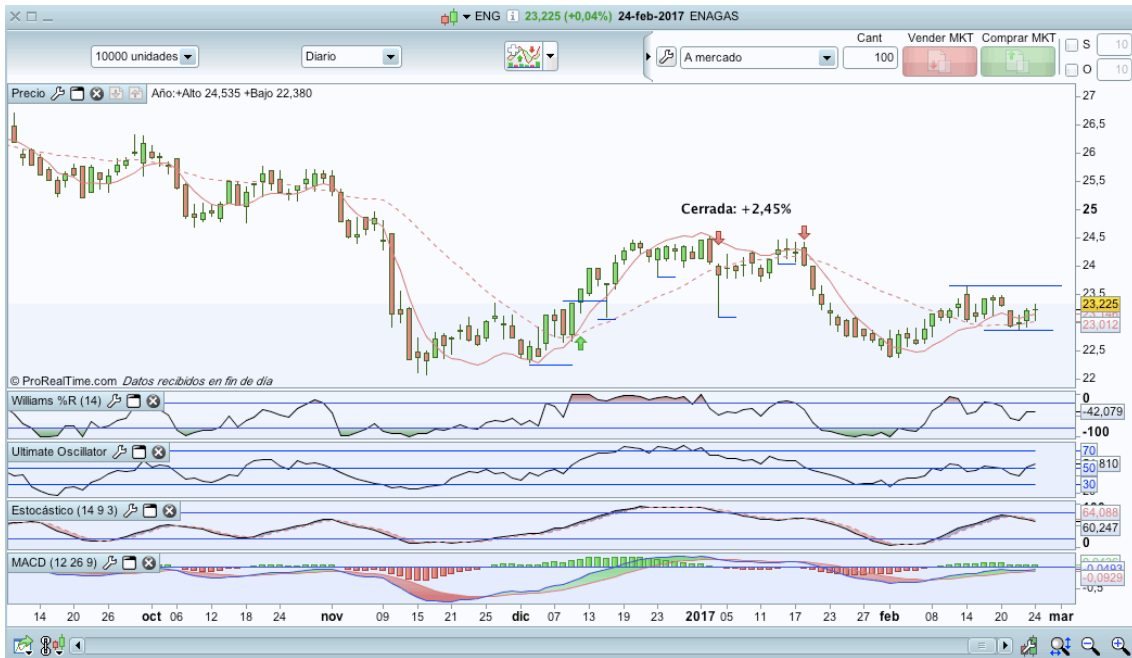 ENG 23,225 (+0,04%) 24-feb-2017 ENAGAS
Cant Vender MKT Comprar MKT
10000 unidades Diario A mercado 100 S 10
O 10
Precio Año:+Alto 24,535 +Bajo 22,380
27
26,5
26
25,5
25
24,5
24
23,5
23,225
23,012
22,5
22
Cerrada: +2,45%
© ProRealTime.com Datos recibidos en fin de día
Williams %R (14)
0
-42,079
-100
Ultimate Oscillator
70
50
810
30
Estocástico (14 9 3)
64,088
60,247
0
MACD (12 26 9)
-0,0493
-0,0929
-0,5
14 20 26 oct 06 12 18 24 nov 09 15 21 dic 07 13 19 23 2017 05 11 17 23 27 feb 08 14 20 24 mar